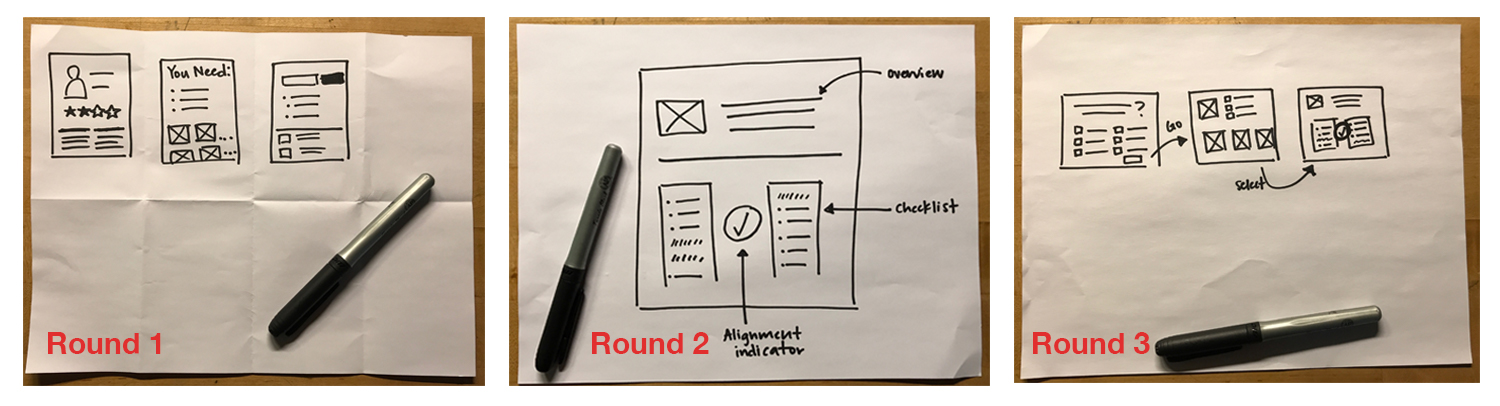 You Need:
Round 1
overview
checklist
Alignment
indicator
Round 2
?
Go
select
Round 3